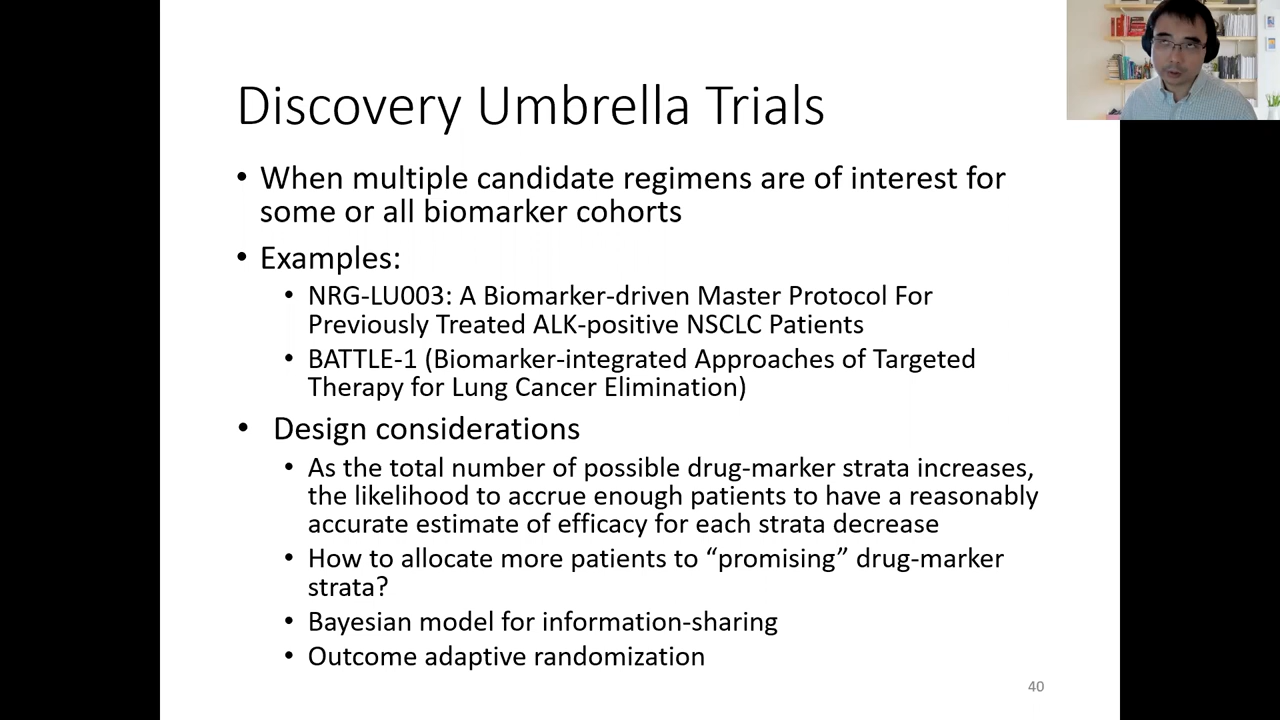 Discovery Umbrella Trials
• When multiple candidate regimens are of interest for
some or all biomarker cohorts
• Examples:
• NRG-LU003: A Biomarker-driven Master Protocol For
Previously Treated ALK-positive NSCLC Patients
• BATTLE-1 (Biomarker-integrated Approaches of Targeted
Therapy for Lung Cancer Elimination)
• Design considerations
• As the total number of possible drug-marker strata increases,
the likelihood to accrue enough patients to have a reasonably
accurate estimate of efficacy for each strata decrease
• How to allocate more patients to “promising” drug-marker
strata?
• Bayesian model for information-sharing
• Outcome adaptive randomization
40